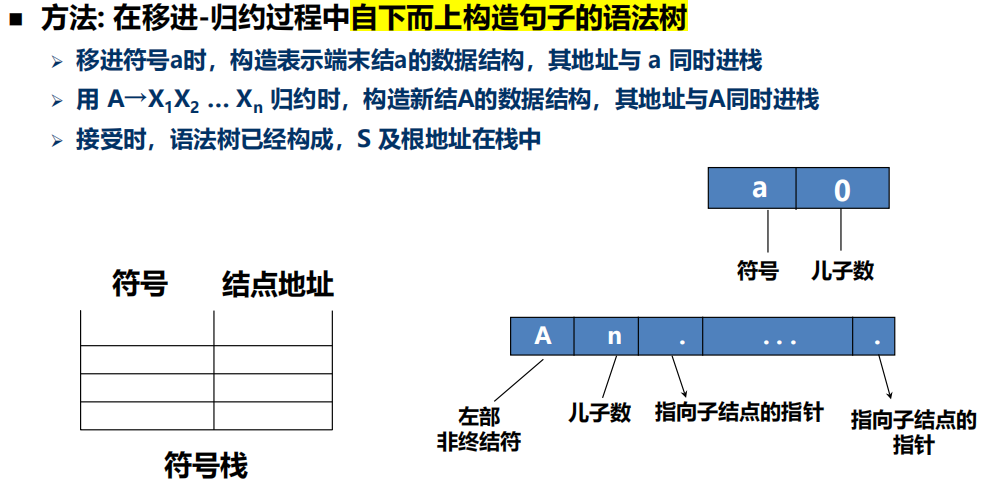 ■ 方法: 在移进-归约过程中自下而上构造句子的语法树
➢ 移进符号a时，构造表示端末结a的数据结构，其地址与 a 同时进栈
➢ 用 A→X₁X₂ … Xₙ 归约时，构造新结A的数据结构，其地址与A同时进栈
➢ 接受时，语法树已经构成，S 及根地址在栈中
a 0
符号 儿子数
符号 结点地址
A n . ... .
左部
非终结符
儿子数 指向子结点的指针
指向子结点的
指针
符号栈